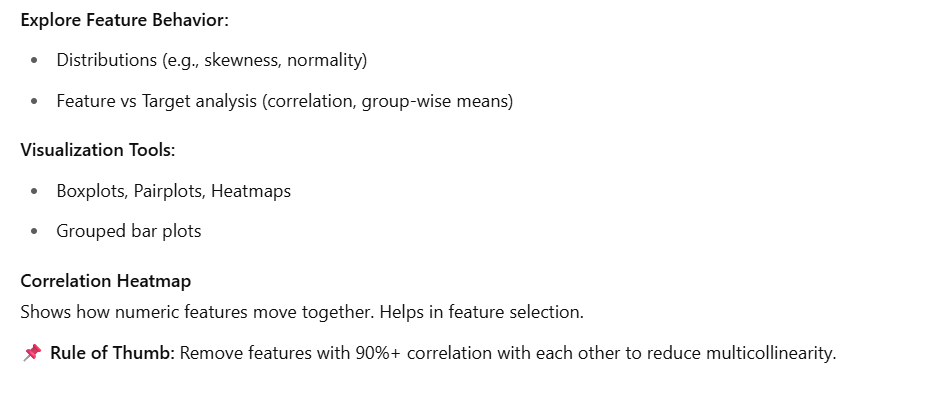 Explore Feature Behavior:
• Distributions (e.g., skewness, normality)
• Feature vs Target analysis (correlation, group-wise means)
Visualization Tools:
• Boxplots, Pairplots, Heatmaps
• Grouped bar plots
Correlation Heatmap
Shows how numeric features move together. Helps in feature selection.
📌 Rule of Thumb: Remove features with 90%+ correlation with each other to reduce multicollinearity.